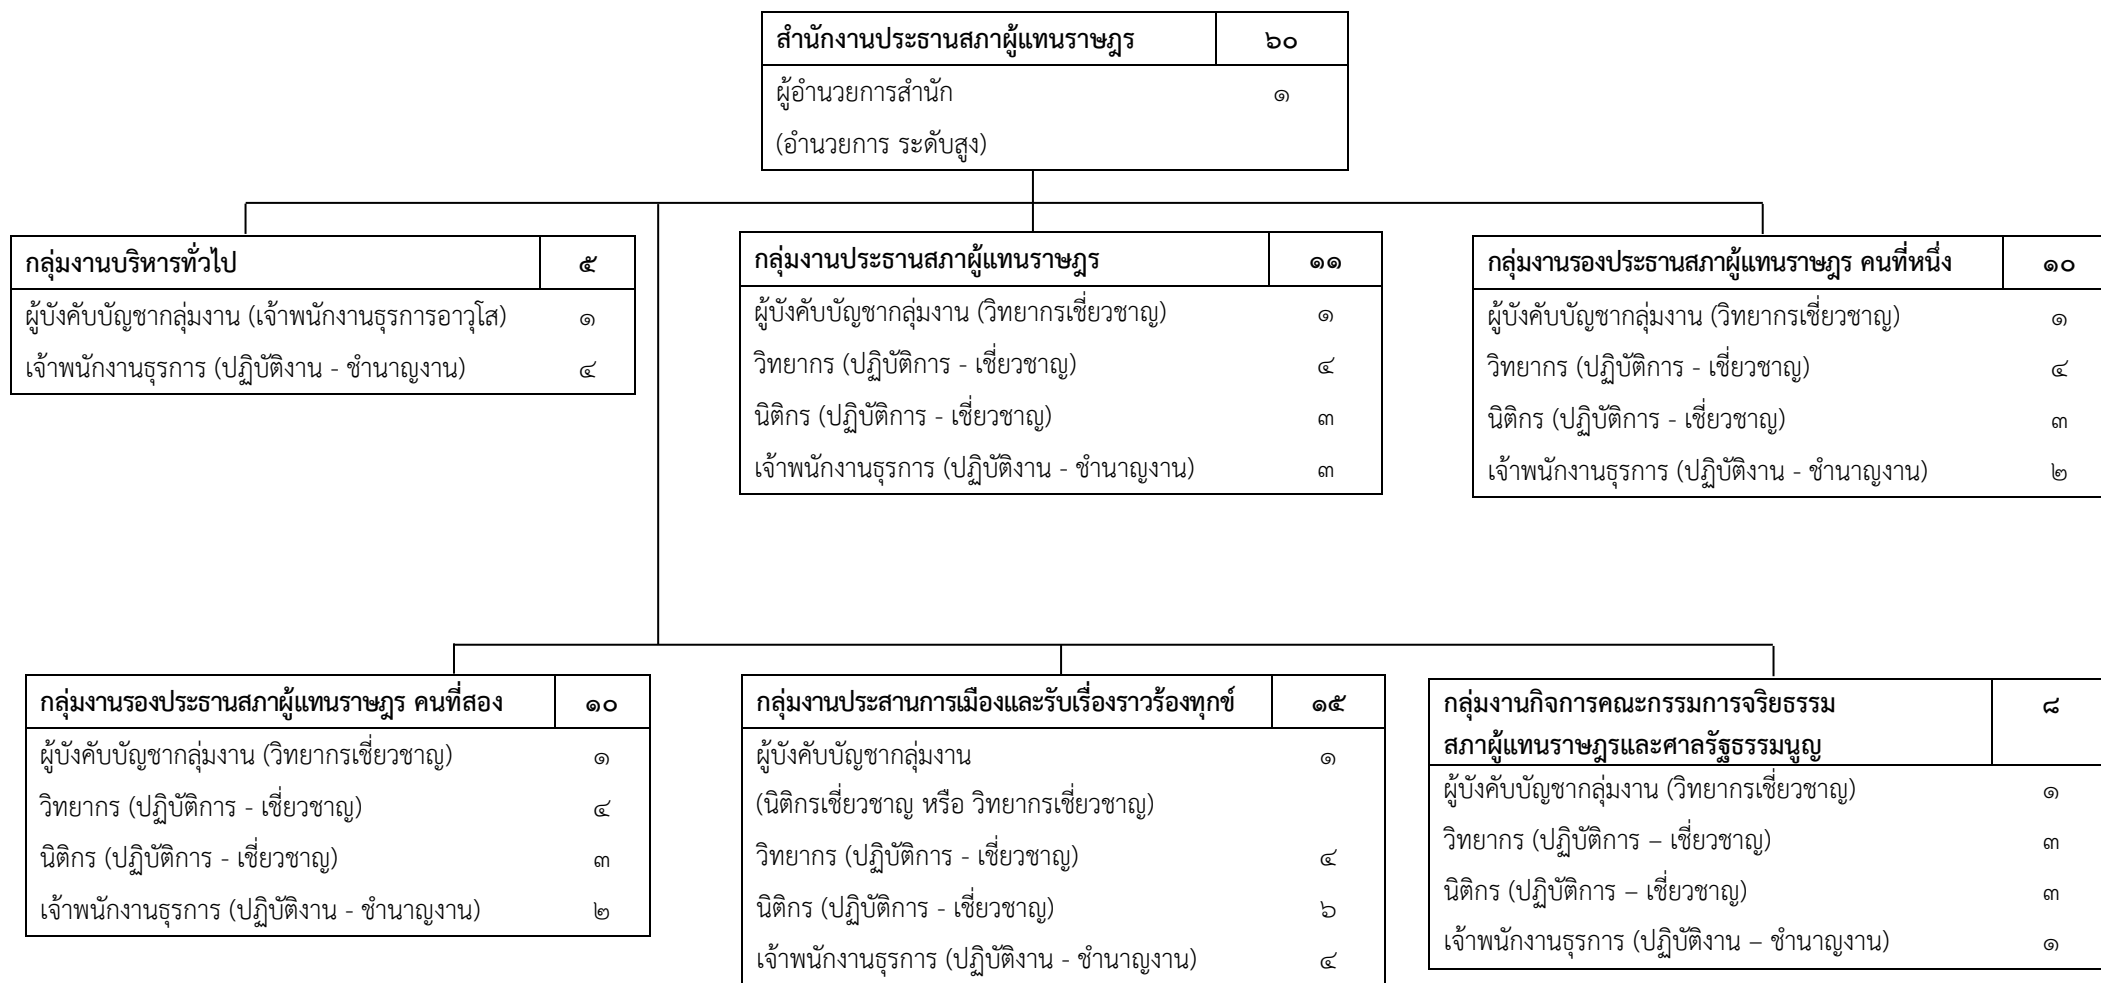 สำนักงานประธานสภาผู้แทนราษฎร ๖๐
ผู้อำนวยการสำนัก ๑
(อำนวยการ ระดับสูง)
กลุ่มงานบริหารทั่วไป ๕
ผู้บังคับบัญชากลุ่มงาน (เจ้าพนักงานธุรการอาวุโส) ๑
เจ้าพนักงานธุรการ (ปฏิบัติงาน - ชำนาญงาน) ๔
กลุ่มงานประธานสภาผู้แทนราษฎร ๑๑
ผู้บังคับบัญชากลุ่มงาน (วิทยากรเชี่ยวชาญ) ๑
วิทยากร (ปฏิบัติการ - เชี่ยวชาญ) ๔
นิติกร (ปฏิบัติการ - เชี่ยวชาญ) ๓
เจ้าพนักงานธุรการ (ปฏิบัติงาน - ชำนาญงาน) ๓
กลุ่มงานรองประธานสภาผู้แทนราษฎร คนที่หนึ่ง ๑๐
ผู้บังคับบัญชากลุ่มงาน (วิทยากรเชี่ยวชาญ) ๑
วิทยากร (ปฏิบัติการ - เชี่ยวชาญ) ๔
นิติกร (ปฏิบัติการ - เชี่ยวชาญ) ๓
เจ้าพนักงานธุรการ (ปฏิบัติงาน - ชำนาญงาน) ๒
กลุ่มงานรองประธานสภาผู้แทนราษฎร คนที่สอง ๑๐
ผู้บังคับบัญชากลุ่มงาน (วิทยากรเชี่ยวชาญ) ๑
วิทยากร (ปฏิบัติการ - เชี่ยวชาญ) ๔
นิติกร (ปฏิบัติการ - เชี่ยวชาญ) ๓
เจ้าพนักงานธุรการ (ปฏิบัติงาน - ชำนาญงาน) ๒
กลุ่มงานประสานการเมืองและรับเรื่องราวร้องทุกข์ ๑๕
ผู้บังคับบัญชากลุ่มงาน ๑
(นิติกรเชี่ยวชาญ หรือ วิทยากรเชี่ยวชาญ)
วิทยากร (ปฏิบัติการ - เชี่ยวชาญ) ๔
นิติกร (ปฏิบัติการ - เชี่ยวชาญ) ๖
เจ้าพนักงานธุรการ (ปฏิบัติงาน - ชำนาญงาน) ๔
กลุ่มงานกิจการคณะกรรมการจริยธรรม ๘
สภาผู้แทนราษฎรและศาลรัฐธรรมนูญ
ผู้บังคับบัญชากลุ่มงาน (วิทยากรเชี่ยวชาญ) ๑
วิทยากร (ปฏิบัติการ – เชี่ยวชาญ) ๓
นิติกร (ปฏิบัติการ – เชี่ยวชาญ) ๓
เจ้าพนักงานธุรการ (ปฏิบัติงาน – ชำนาญงาน) ๑